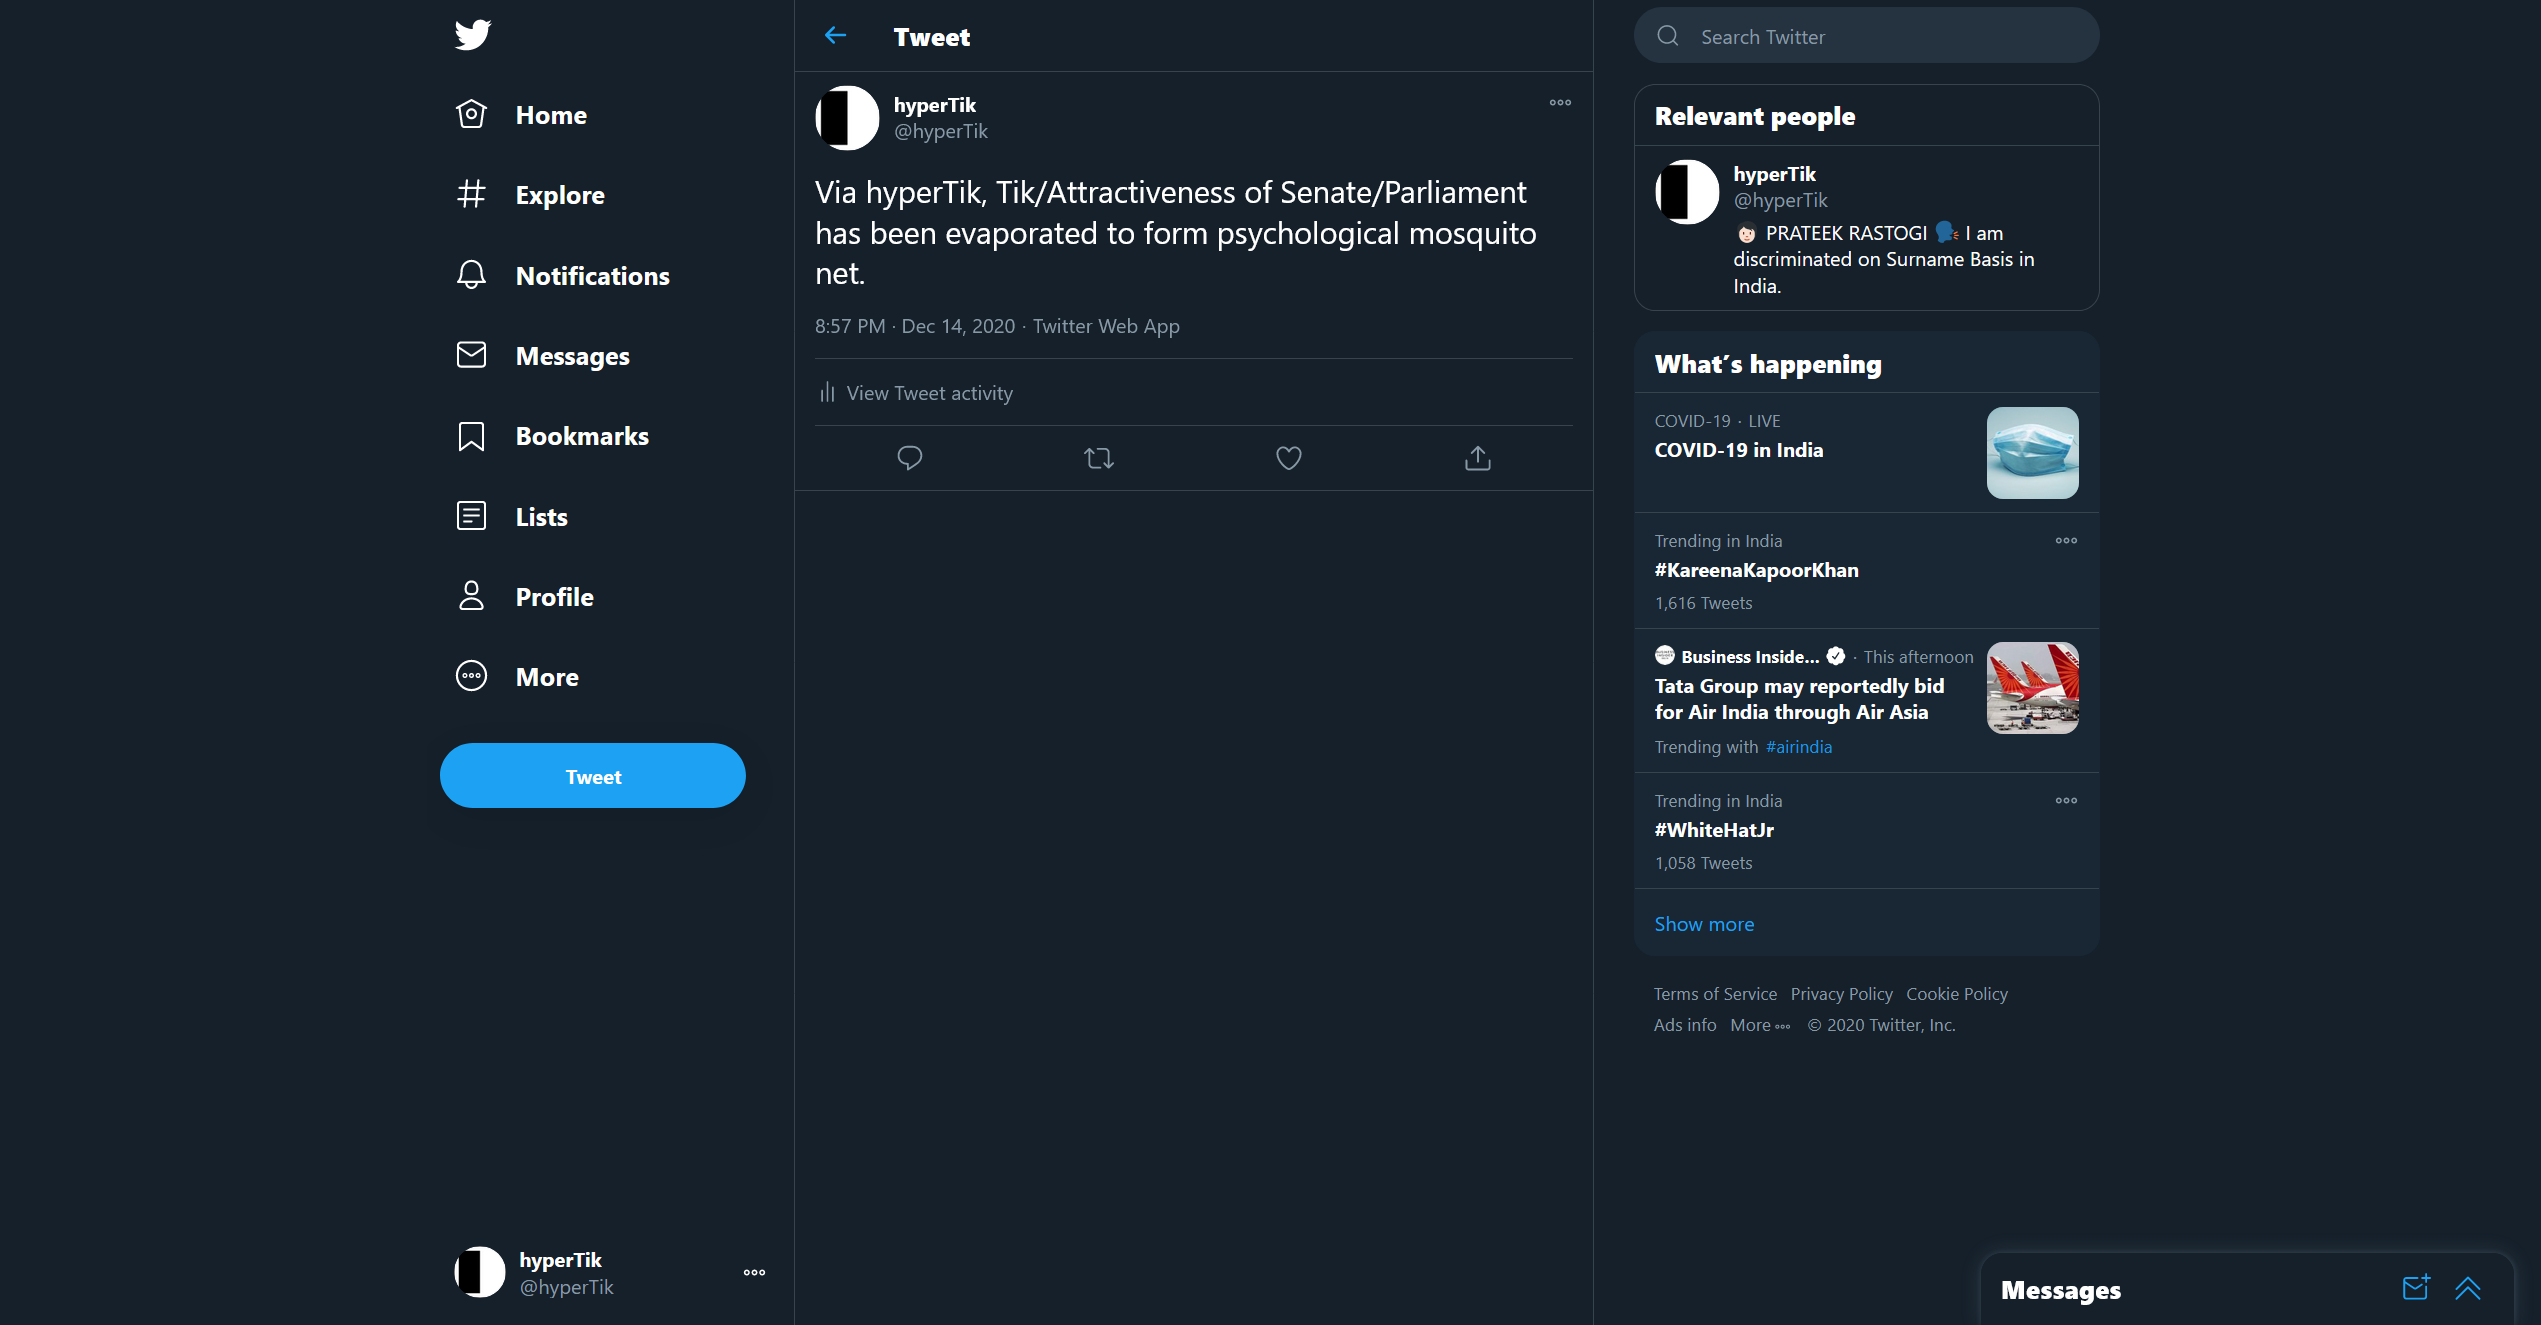 Home
Explore
Notifications
Messages
Bookmarks
Lists
Profile
More
Tweet
hyperTik
@hyperTik
Tweet
hyperTik
@hyperTik
Via hyperTik, Tik/Attractiveness of Senate/Parliament
has been evaporated to form psychological mosquito
net.
8:57 PM · Dec 14, 2020 · Twitter Web App
View Tweet activity
Search Twitter
Relevant people
hyperTik
@hyperTik
PRATEEK RASTOGI I am
discriminated on Surname Basis in
India.
What's happening
COVID-19 · LIVE
COVID-19 in India
Trending in India
#KareenaKapoorKhan
1,616 Tweets
Business Inside... · This afternoon
Tata Group may reportedly bid
for Air India through Air Asia
Trending with #airindia
Trending in India
#WhiteHatJr
1,058 Tweets
Show more
Terms of Service Privacy Policy Cookie Policy
Ads info More © 2020 Twitter, Inc.
Messages